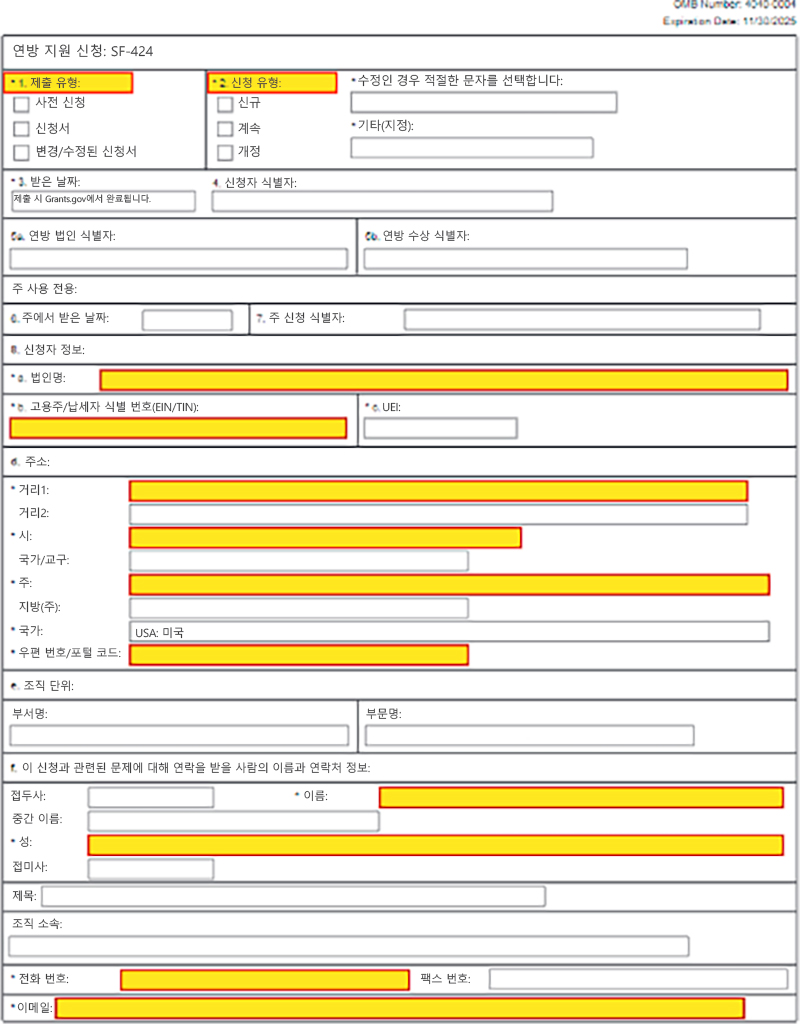 OMB Number: 4040-0004
Expiration Date: 11/30/2025
연방 지원 신청: SF-424
* 1. 제출 유형:
사전 신청
신청서
변경/수정된 신청서
* 2. 신청 유형:
신규
계속
개정
* 수정인 경우 적절한 문자를 선택합니다:
* 기타(지정):
* 3. 받은 날짜:
제출 시 Grants.gov에서 완료됩니다.
4. 신청자 식별자:
5a. 연방 법인 식별자:
5b. 연방 수상 식별자:
주 사용 전용:
6. 주에서 받은 날짜:
7. 주 신청 식별자:
8. 신청자 정보:
* a. 법인명:
* b. 고용주/납세자 식별 번호(EIN/TIN):
* c. UEI:
d. 주소:
* 거리1:
거리2:
* 시:
국가/교구:
* 주:
지방(주):
* 국가:
USA: 미국
* 우편 번호/포털 코드:
e. 조직 단위:
부서명:
부문명:
f. 이 신청과 관련된 문제에 대해 연락을 받을 사람의 이름과 연락처 정보:
접두사:
* 이름:
중간 이름:
* 성:
접미사:
제목:
조직 소속:
* 전화 번호:
팩스 번호:
* 이메일: